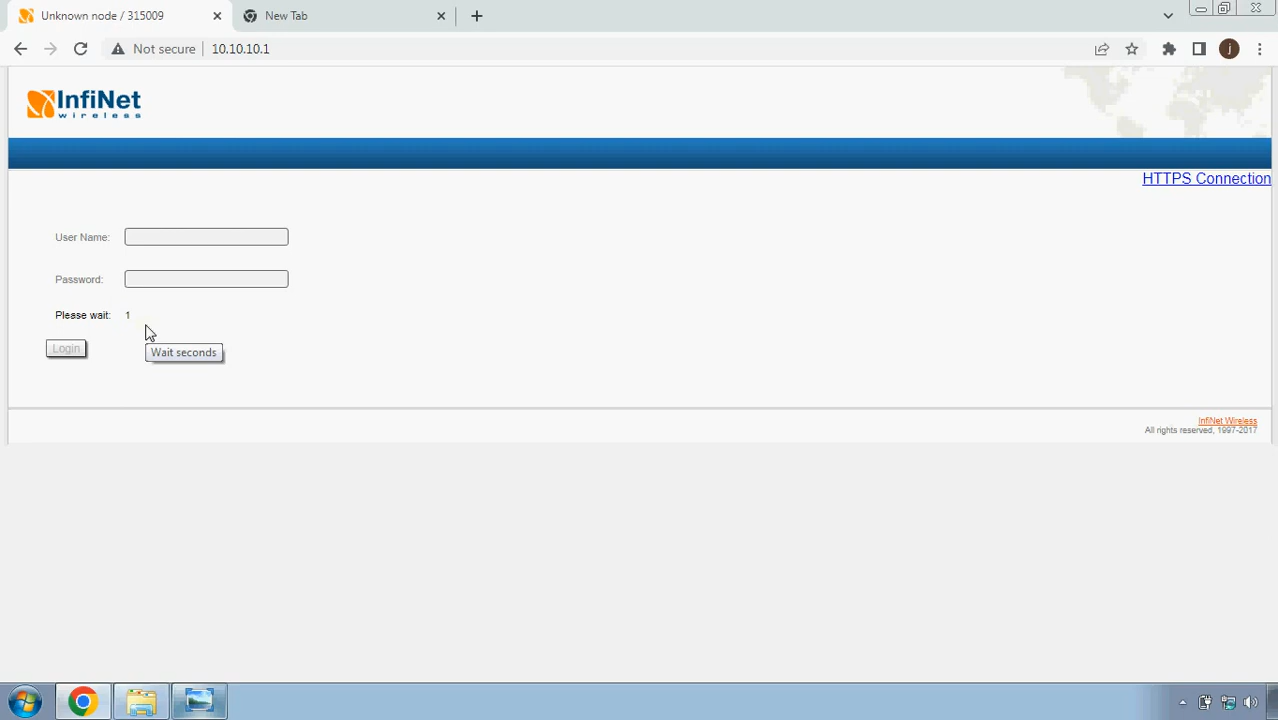 Unknown node / 315009
New Tab
Not secure
10.10.10.1
j
InfiNet
wireless
HTTPS Connection
User Name:
Password:
Please wait: 1
Login
Wait seconds
InfiNet Wireless
All rights reserved, 1997-2017